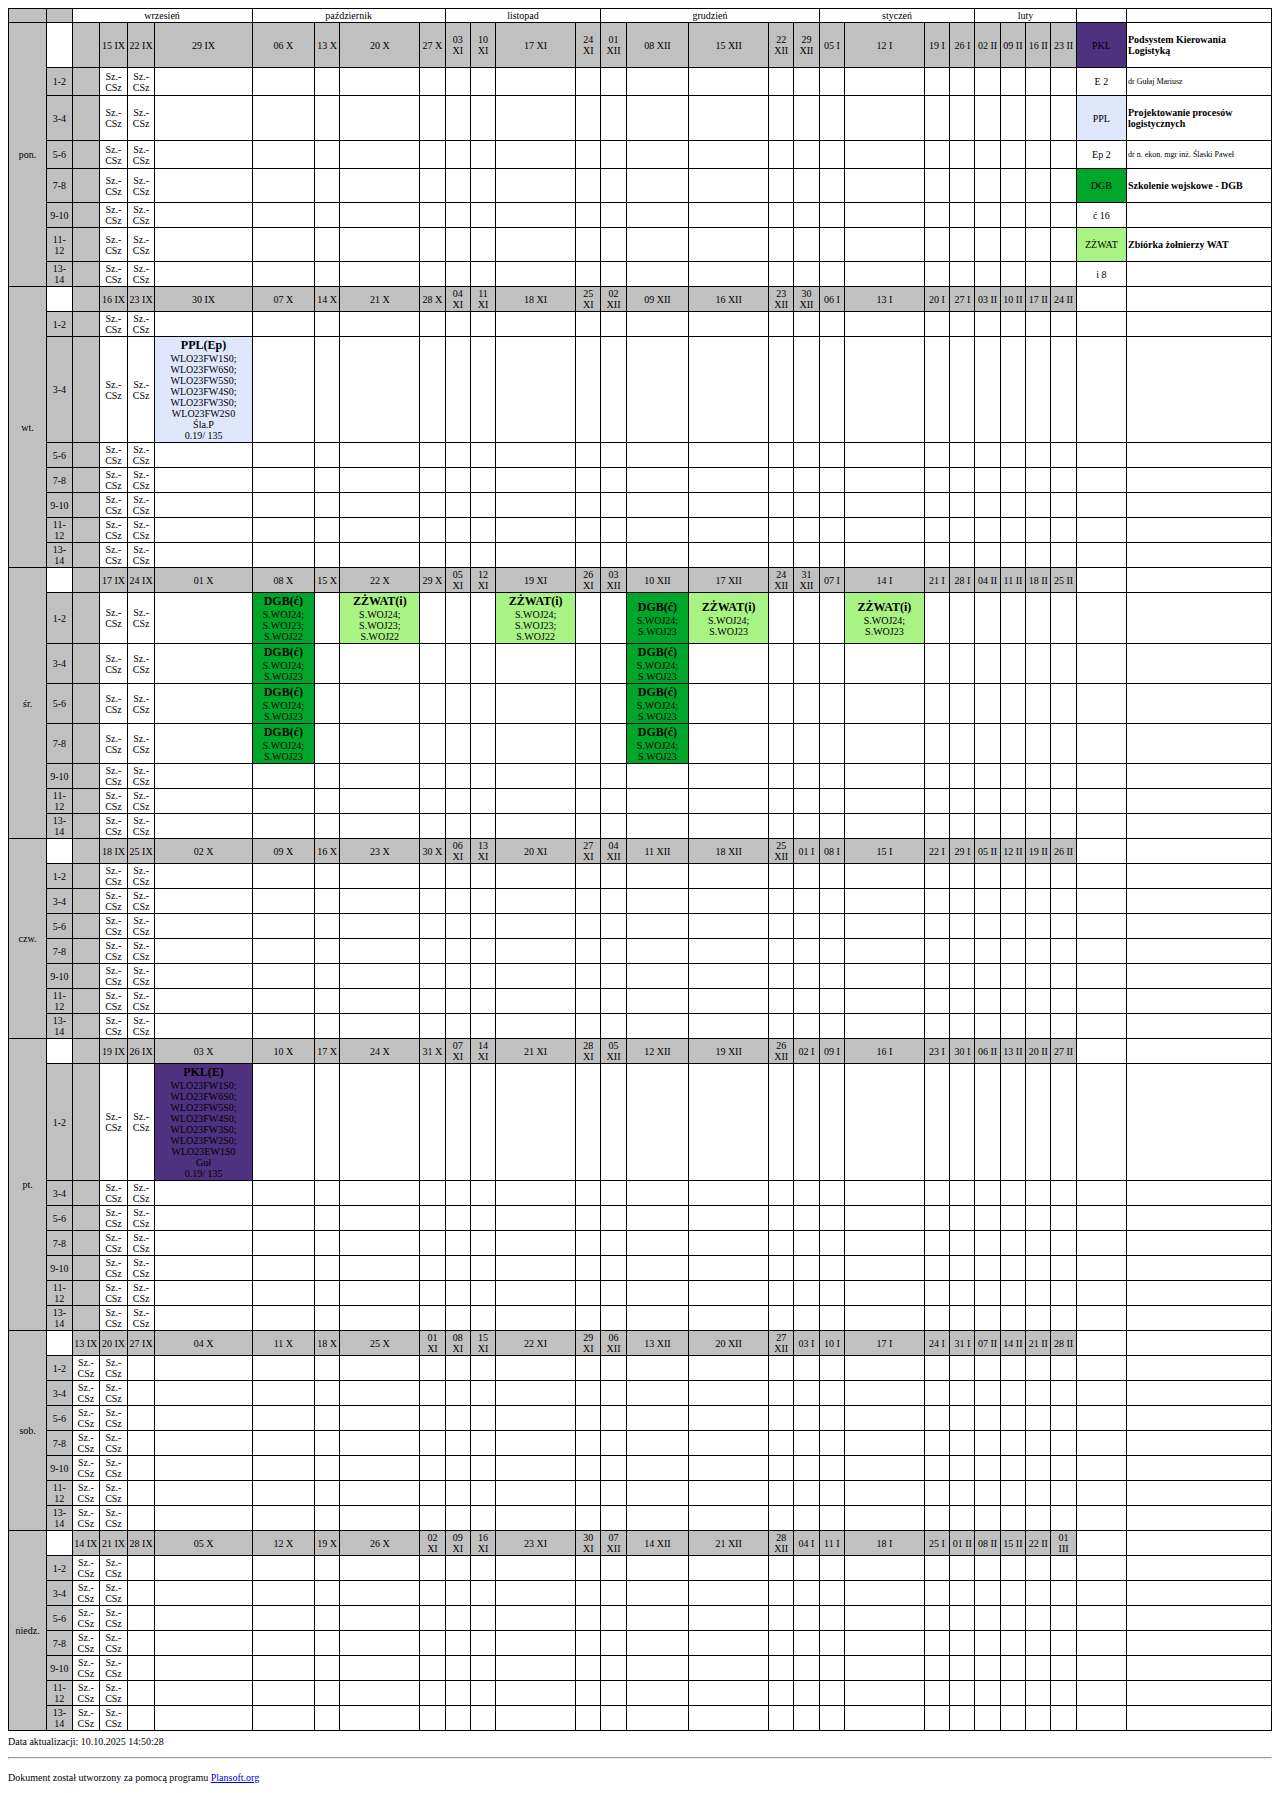 wrzesień październik listopad grudzień styczeń luty
pon. 15 IX 22 IX 29 IX 06 X 13 X 20 X 27 X 03 XI 10 XI 17 XI 24 XI 01 XII 08 XII 15 XII 22 XII 29 XII 05 I 12 I 19 I 26 I 02 II 09 II 16 II 23 II PKL Podsystem Kierowania Logistyką
1-2 Sz.-CSz Sz.-CSz E 2 dr Gułaj Mariusz
3-4 Sz.-CSz Sz.-CSz PPL Projektowanie procesów logistycznych
5-6 Sz.-CSz Sz.-CSz Ep 2 dr n. ekon. mgr inż. Ślaski Paweł
7-8 Sz.-CSz Sz.-CSz DGB Szkolenie wojskowe - DGB
9-10 Sz.-CSz Sz.-CSz ć 16
11-12 Sz.-CSz Sz.-CSz ZŻWAT Zbiórka żołnierzy WAT
13-14 Sz.-CSz Sz.-CSz i 8
wt. 16 IX 23 IX 30 IX 07 X 14 X 21 X 28 X 04 XI 11 XI 18 XI 25 XI 02 XII 09 XII 16 XII 23 XII 30 XII 06 I 13 I 20 I 27 I 03 II 10 II 17 II 24 II
1-2 Sz.-CSz Sz.-CSz
3-4 Sz.-CSz Sz.-CSz
PPL(Ep)
WLO23FW1S0;
WLO23FW6S0;
WLO23FW5S0;
WLO23FW4S0;
WLO23FW3S0;
WLO23FW2S0
Śla.P
0.19/ 135
5-6 Sz.-CSz Sz.-CSz
7-8 Sz.-CSz Sz.-CSz
9-10 Sz.-CSz Sz.-CSz
11-12 Sz.-CSz Sz.-CSz
13-14 Sz.-CSz Sz.-CSz
śr. 17 IX 24 IX 01 X 08 X 15 X 22 X 29 X 05 XI 12 XI 19 XI 26 XI 03 XII 10 XII 17 XII 24 XII 31 XII 07 I 14 I 21 I 28 I 04 II 11 II 18 II 25 II
1-2 Sz.-CSz Sz.-CSz
DGB(ć) ZŻWAT(i) ZŻWAT(i) DGB(ć) ZŻWAT(i) ZŻWAT(i)
S.WOJ24; S.WOJ24; S.WOJ24; S.WOJ24; S.WOJ24; S.WOJ24;
S.WOJ23; S.WOJ23; S.WOJ23; S.WOJ23 S.WOJ23 S.WOJ23
S.WOJ22 S.WOJ22 S.WOJ22
3-4 Sz.-CSz Sz.-CSz
DGB(ć) DGB(ć)
S.WOJ24; S.WOJ24;
S.WOJ23 S.WOJ23
5-6 Sz.-CSz Sz.-CSz
DGB(ć) DGB(ć)
S.WOJ24; S.WOJ24;
S.WOJ23 S.WOJ23
7-8 Sz.-CSz Sz.-CSz
DGB(ć) DGB(ć)
S.WOJ24; S.WOJ24;
S.WOJ23 S.WOJ23
9-10 Sz.-CSz Sz.-CSz
11-12 Sz.-CSz Sz.-CSz
13-14 Sz.-CSz Sz.-CSz
czw. 18 IX 25 IX 02 X 09 X 16 X 23 X 30 X 06 XI 13 XI 20 XI 27 XI 04 XII 11 XII 18 XII 25 XII 01 I 08 I 15 I 22 I 29 I 05 II 12 II 19 II 26 II
1-2 Sz.-CSz Sz.-CSz
3-4 Sz.-CSz Sz.-CSz
5-6 Sz.-CSz Sz.-CSz
7-8 Sz.-CSz Sz.-CSz
9-10 Sz.-CSz Sz.-CSz
11-12 Sz.-CSz Sz.-CSz
13-14 Sz.-CSz Sz.-CSz
pt. 19 IX 26 IX 03 X 10 X 17 X 24 X 31 X 07 XI 14 XI 21 XI 28 XI 05 XII 12 XII 19 XII 26 XII 02 I 09 I 16 I 23 I 30 I 06 II 13 II 20 II 27 II
1-2 Sz.-CSz Sz.-CSz
PKL(E)
WLO23FW1S0;
WLO23FW6S0;
WLO23FW5S0;
WLO23FW4S0;
WLO23FW3S0;
WLO23FW2S0;
WLO23EW1S0
Guł
0.19/ 135
3-4 Sz.-CSz Sz.-CSz
5-6 Sz.-CSz Sz.-CSz
7-8 Sz.-CSz Sz.-CSz
9-10 Sz.-CSz Sz.-CSz
11-12 Sz.-CSz Sz.-CSz
13-14 Sz.-CSz Sz.-CSz
sob. 13 IX 20 IX 27 IX 04 X 11 X 18 X 25 X 01 XI 08 XI 15 XI 22 XI 29 XI 06 XII 13 XII 20 XII 27 XII 03 I 10 I 17 I 24 I 31 I 07 II 14 II 21 II 28 II
1-2 Sz.-CSz Sz.-CSz
3-4 Sz.-CSz Sz.-CSz
5-6 Sz.-CSz Sz.-CSz
7-8 Sz.-CSz Sz.-CSz
9-10 Sz.-CSz Sz.-CSz
11-12 Sz.-CSz Sz.-CSz
13-14 Sz.-CSz Sz.-CSz
niedz. 14 IX 21 IX 28 IX 05 X 12 X 19 X 26 X 02 XI 09 XI 16 XI 23 XI 30 XI 07 XII 14 XII 21 XII 28 XII 04 I 11 I 18 I 25 I 01 II 08 II 15 II 22 II 01 III
1-2 Sz.-CSz Sz.-CSz
3-4 Sz.-CSz Sz.-CSz
5-6 Sz.-CSz Sz.-CSz
7-8 Sz.-CSz Sz.-CSz
9-10 Sz.-CSz Sz.-CSz
11-12 Sz.-CSz Sz.-CSz
13-14 Sz.-CSz Sz.-CSz
Data aktualizacji: 10.10.2025 14:50:28
Dokument został utworzony za pomocą programu Plansoft.org